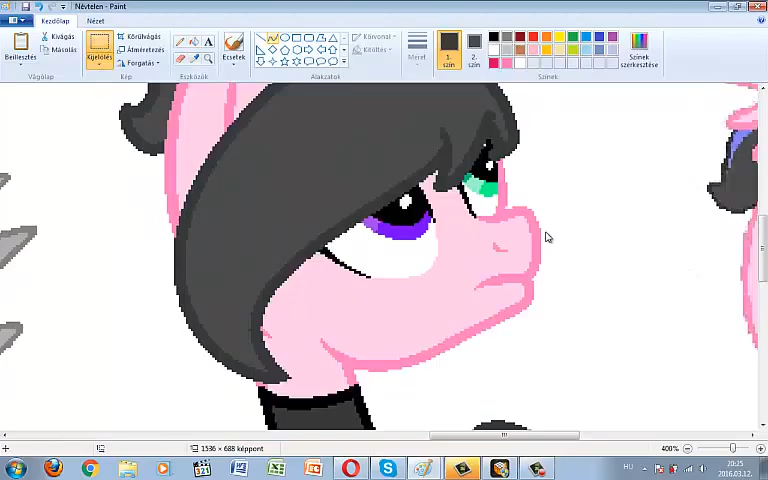 Névtelen - Paint
Kezdőlap Nézet
Beillesztés
Kivágás
Másolás
Vágólap
Kijelölés
Körülvágás
Átméretezés
Forgatás
Kép
A
Eszközök
Ecsetek
Körvonal
Kitöltés
Alakzatok
Méret
1. szín
2. szín
Színek szerkesztése
Színek
1536 × 688 képpont
400%
321
HU
20:25
2016.03.12.